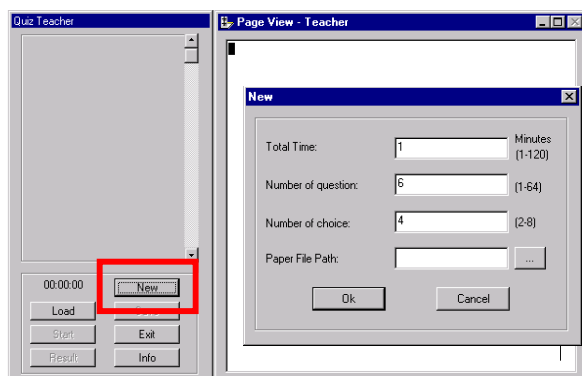 Quiz Teacher
00:00:00
New
Load
Start
Exit
Result
Info
Page View - Teacher
New
Total Time: 1 Minutes
(1-120)
Number of question: 6 (1-64)
Number of choice: 4 (2-8)
Paper File Path: ...
Ok Cancel